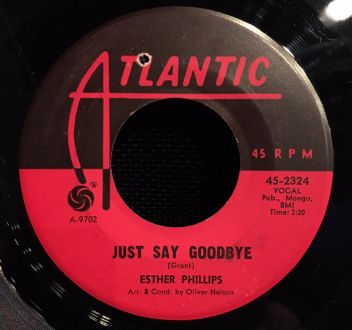 ATLANTIC
45 RPM
45-2324
VOCAL
Pub., Mongo,
BMI
Time: 2:20
®
A-9702
JUST SAY GOODBYE
(Grant)
ESTHER PHILLIPS
Arr. & Cond. by Oliver Nelson